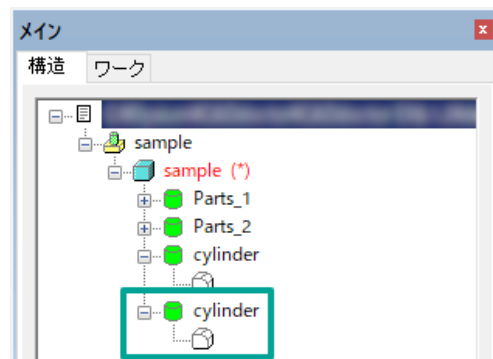 メイン
構造 ワーク
sample
sample (*)
Parts_1
Parts_2
cylinder
cylinder